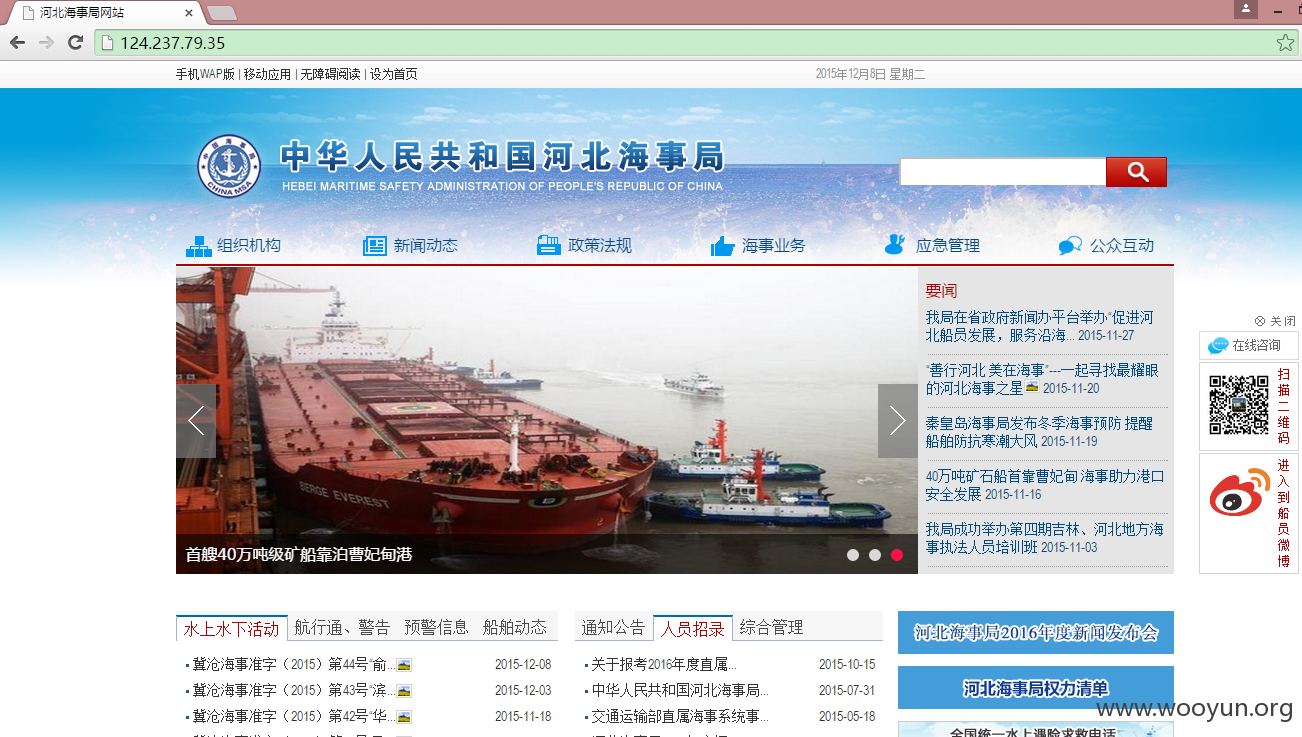 河北海事局网站
124.237.79.35
手机WAP版 | 移动应用 | 无障碍阅读 | 设为首页
2015年12月8日 星期二
中华人民共和国河北海事局
HEBEI MARITIME SAFETY ADMINISTRATION OF PEOPLE'S REPUBLIC OF CHINA
中国海事局
CHINA MSA
组织机构
新闻动态
政策法规
海事业务
应急管理
公众互动
BERGE EVEREST
首艘40万吨级矿船靠泊曹妃甸港
要闻
我局在省政府新闻办平台举办“促进河
北船员发展，服务沿海... 2015-11-27
“善行河北 美在海事”---一起寻找最耀眼
的河北海事之星 2015-11-20
秦皇岛海事局发布冬季海事预防 提醒
船舶防抗寒潮大风 2015-11-19
40万吨矿石船首靠曹妃甸 海事助力港口
安全发展 2015-11-16
我局成功举办第四期吉林、河北地方海
事执法人员培训班 2015-11-03
关闭
在线咨询
扫描二维码
进入到船员微博
水上水下活动 航行通、警告 预警信息 船舶动态
冀沧海事准字（2015）第44号“俞... 2015-12-08
冀沧海事准字（2015）第43号“滨... 2015-12-03
冀沧海事准字（2015）第42号“华... 2015-11-18
通知公告 人员招录 综合管理
关于报考2016年度直属... 2015-10-15
中华人民共和国河北海事局... 2015-07-31
交通运输部直属海事系统事... 2015-05-18
河北海事局2016年度新闻发布会
河北海事局权力清单
全国统一水上遇险求救电话
www.wooyun.org